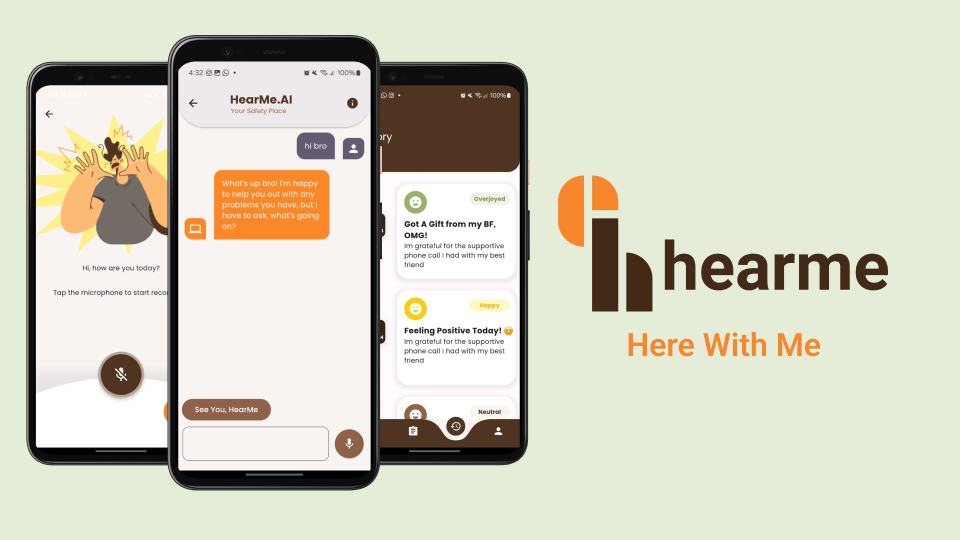 Hi, how are you today?
Tap the microphone to start
4:32
100%
HearMe.AI
Your Safety Place
hi bro
What's up bro! I'm happy
to help you out with any
problems you have, but I
have to ask, what's going
on?
See You, HearMe
100%
Overjoyed
Got A Gift from my BF,
OMG!
Im grateful for the supportive
phone call I had with my best
friend
Happy
Feeling Positive Today! 😊
Im grateful for the supportive
phone call I had with my best
friend
Neutral
hearme
Here With Me